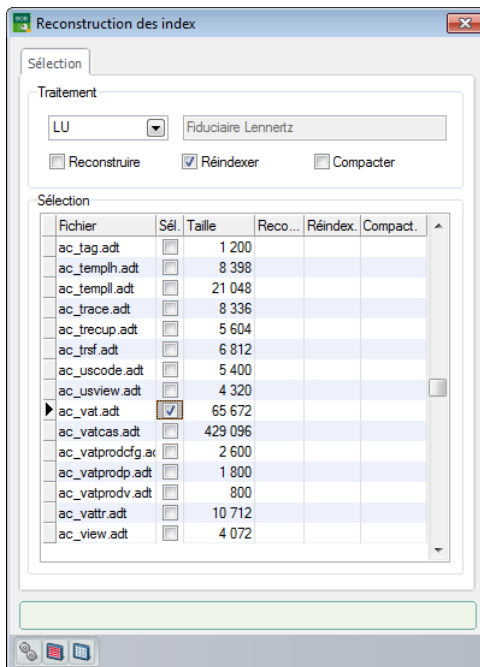 Reconstruction des index
Sélection
Traitement
LU Fiduciaire Lennertz
Reconstruire Réindexer Compacter
Sélection
Fichier Sél. Taille Reco... Réindex. Compact.
ac_tag.adt 1 200
ac_templh.adt 8 398
ac_templl.adt 21 048
ac_trace.adt 8 336
ac_trecup.adt 5 604
ac_trsf.adt 6 812
ac_uscode.adt 5 400
ac_usview.adt 4 320
ac_vat.adt 65 672
ac_vatcas.adt 429 096
ac_vatprodcfg.ad 2 600
ac_vatprodp.adt 1 800
ac_vatprodv.adt 800
ac_vattr.adt 10 712
ac_view.adt 4 072